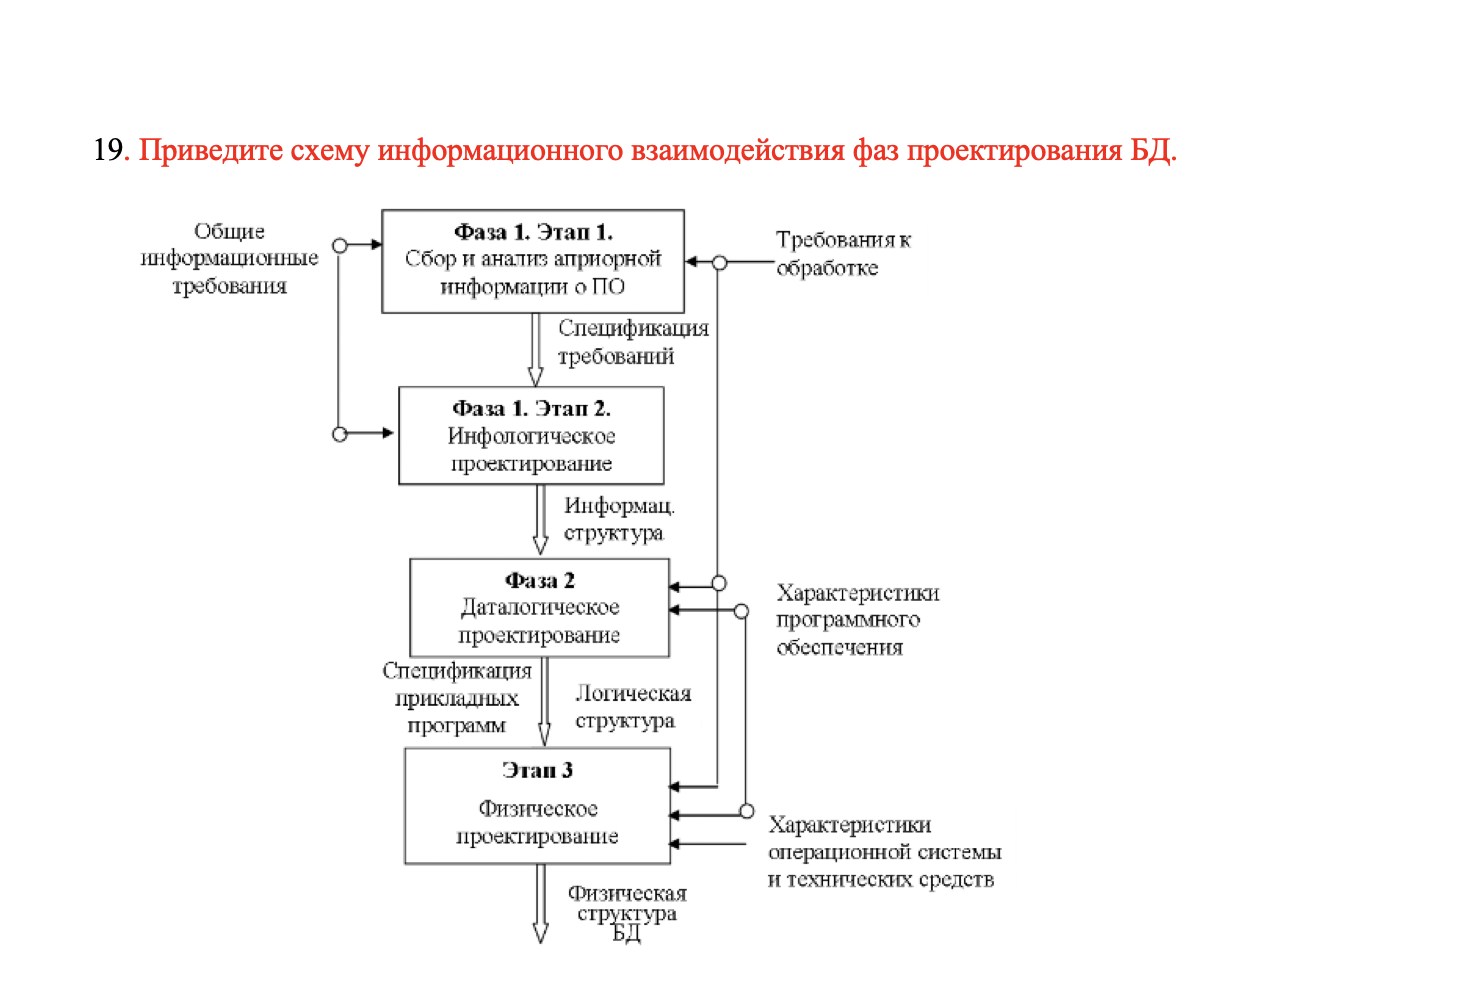 19. Приведите схему информационного взаимодействия фаз проектирования БД.
Общие
информационные
требования
Фаза 1. Этап 1.
Сбор и анализ априорной
информации о ПО
Требования к
обработке
Спецификация
требований
Фаза 1. Этап 2.
Инфологическое
проектирование
Информац.
структура
Фаза 2
Даталогическое
проектирование
Характеристики
программного
обеспечения
Спецификация
прикладных
программ
Логическая
структура
Этап 3
Физическое
проектирование
Характеристики
операционной системы
и технических средств
Физическая
структура
БД